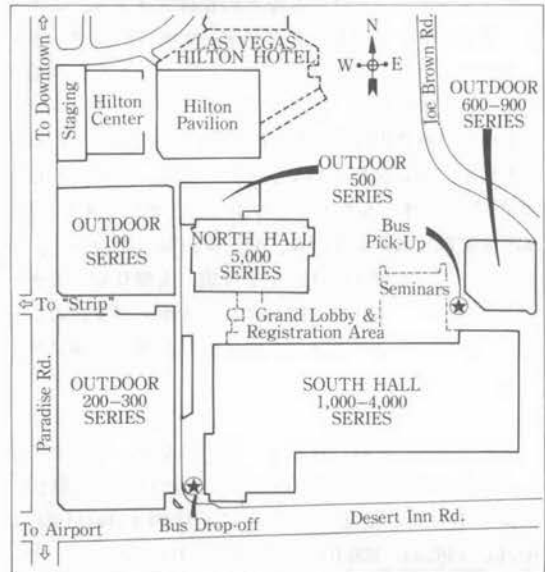 To Downtown
Staging
Hilton
Center
LAS VEGAS
HILTON HOTEL
Hilton
Pavilion
N
W
E
Joe Brown Rd.
OUTDOOR
600–900
SERIES
OUTDOOR
500
SERIES
OUTDOOR
100
SERIES
NORTH HALL
5,000
SERIES
Bus
Pick-Up
Seminars
To "Strip"
Grand Lobby &
Registration Area
Paradise Rd.
OUTDOOR
200–300
SERIES
SOUTH HALL
1,000–4,000
SERIES
Bus Drop-off
Desert Inn Rd.
To Airport